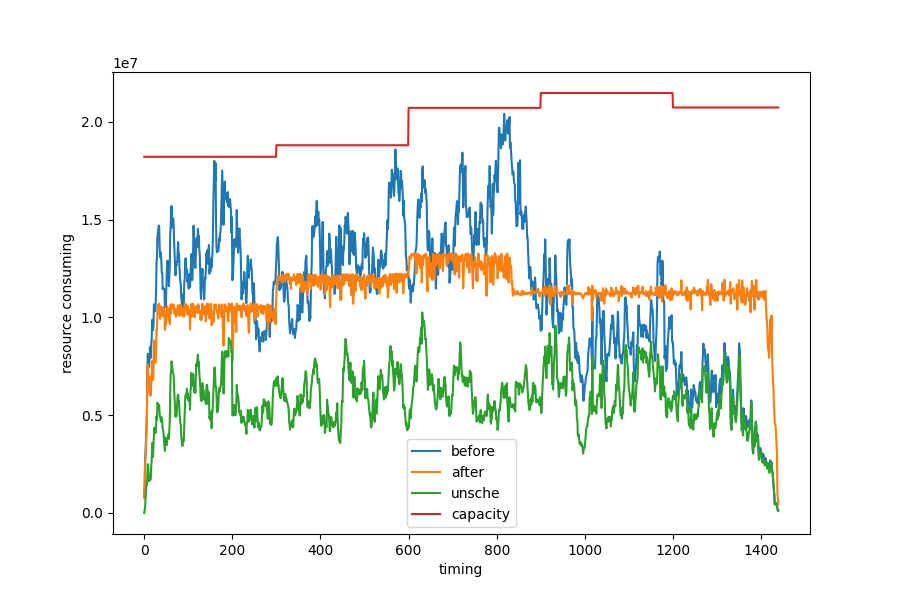 1e7
2.0
1.5
1.0
0.5
0.0
resource consuming
before
after
unsche
capacity
0 200 400 600 800 1000 1200 1400
timing